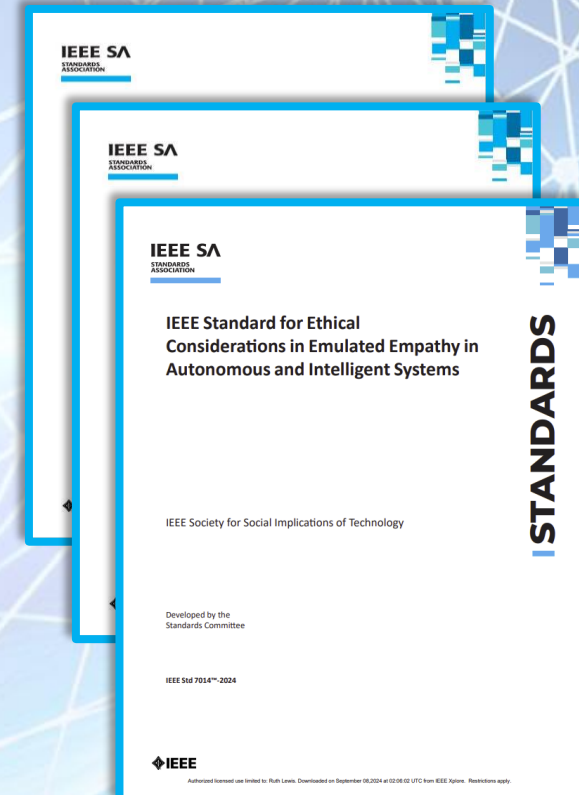 IEEE SA
STANDARDS
ASSOCIATION
IEEE SA
STANDARDS
ASSOCIATION
IEEE SA
STANDARDS
ASSOCIATION
IEEE Standard for Ethical
Considerations in Emulated Empathy in
Autonomous and Intelligent Systems
STANDARDS
IEEE Society for Social Implications of Technology
Developed by the
Standards Committee
IEEE Std 7014™-2024
IEEE
Authorized licensed use limited to: Ruth Lewis. Downloaded on September 08,2024 at 02:06:02 UTC from IEEE Xplore. Restrictions apply.